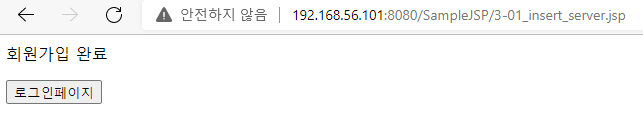 안전하지 않음 | 192.168.56.101:8080/SampleJSP/3-01_insert_server.jsp
회원가입 완료
로그인페이지